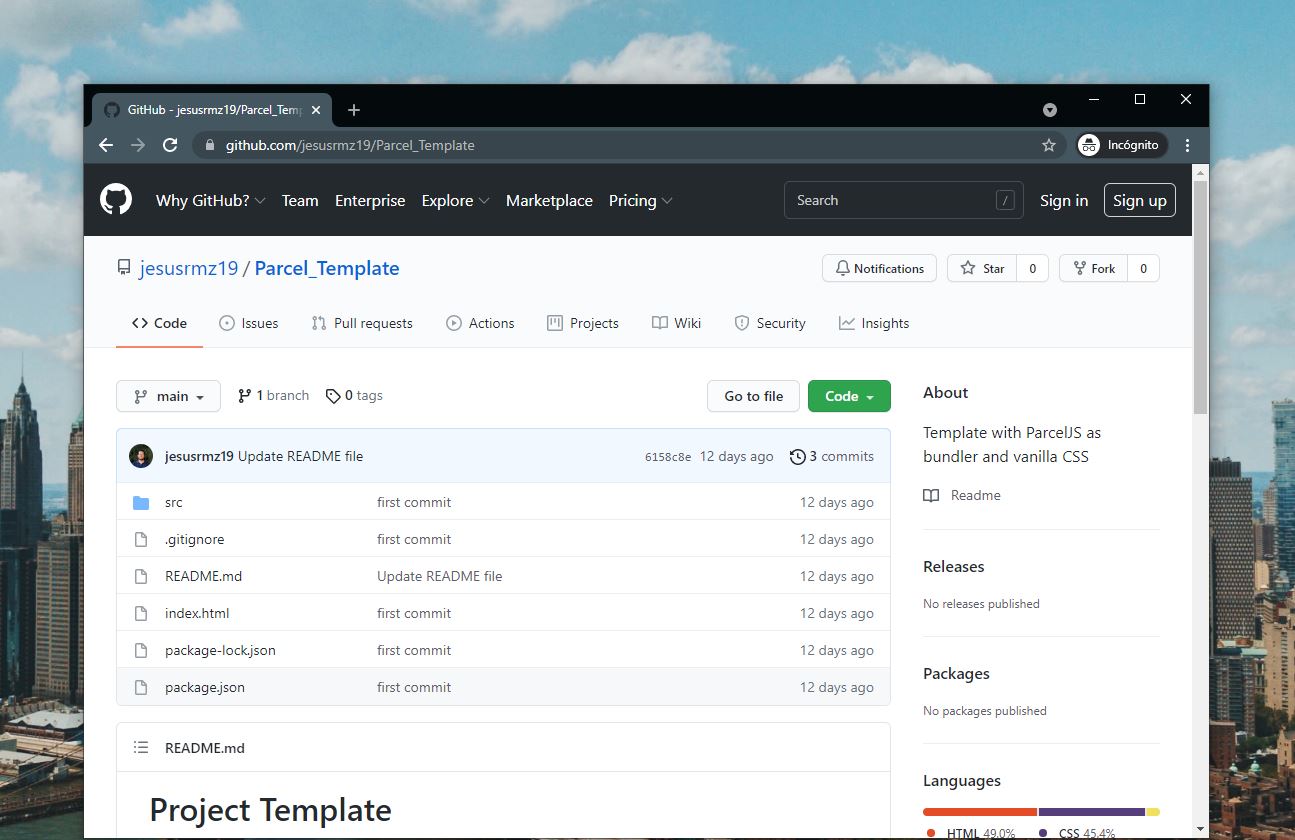 GitHub - jesusrmz19/Parcel_Temp
github.com/jesusrmz19/Parcel_Template
Incógnito
Why GitHub? Team Enterprise Explore Marketplace Pricing
Search /
Sign in Sign up
jesusrmz19 / Parcel_Template
Notifications Star 0 Fork 0
Code Issues Pull requests Actions Projects Wiki Security Insights
main 1 branch 0 tags Go to file Code
jesusrmz19 Update README file 6158c8e 12 days ago 3 commits
src first commit 12 days ago
.gitignore first commit 12 days ago
README.md Update README file 12 days ago
index.html first commit 12 days ago
package-lock.json first commit 12 days ago
package.json first commit 12 days ago
README.md
Project Template
About
Template with ParcelJS as
bundler and vanilla CSS
Readme
Releases
No releases published
Packages
No packages published
Languages
HTML 49.0% CSS 45.4%